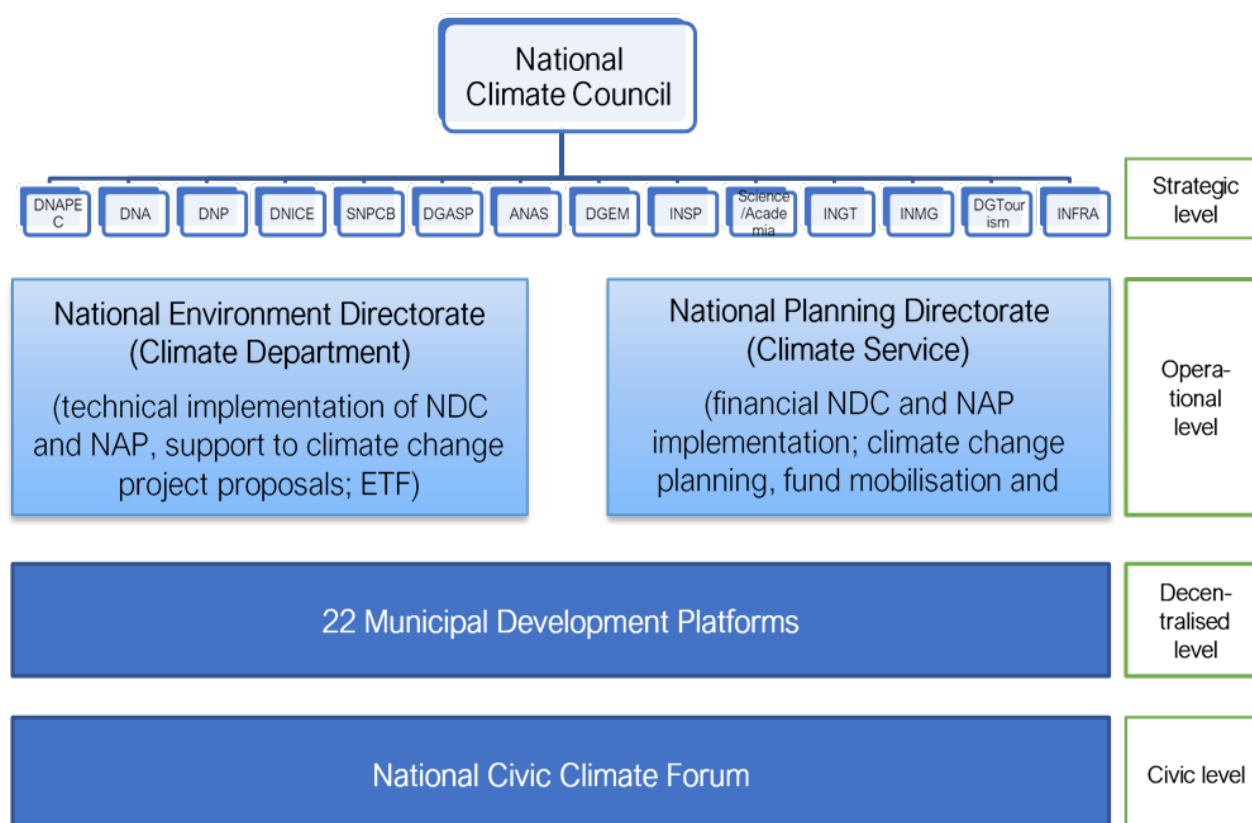 National
Climate Council
DNAPE
C
DNA
DNP
DNICE
SNPCB
DGASP
ANAS
DGEM
INSP
Science
/Acade
mia
INGT
INMG
DGTour
ism
INFRA
Strategic
level
National Environment Directorate
(Climate Department)
(technical implementation of NDC
and NAP, support to climate change
project proposals; ETF)
National Planning Directorate
(Climate Service)
(financial NDC and NAP
implementation; climate change
planning, fund mobilisation and
Opera-
tional
level
22 Municipal Development Platforms
Decen-
tralised
level
National Civic Climate Forum
Civic level